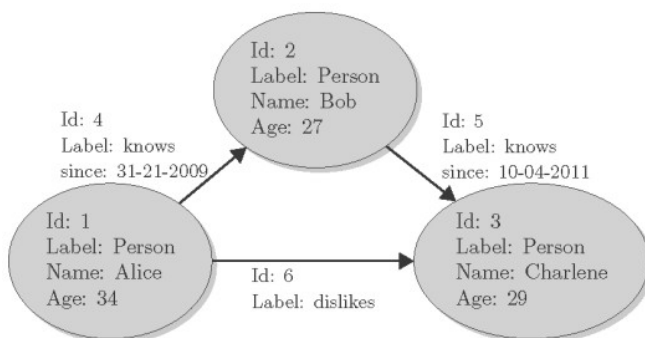 Id: 2
Label: Person
Name: Bob
Age: 27
Id: 4
Label: knows
since: 31-21-2009
Id: 5
Label: knows
since: 10-04-2011
Id: 1
Label: Person
Name: Alice
Age: 34
Id: 6
Label: dislikes
Id: 3
Label: Person
Name: Charlene
Age: 29